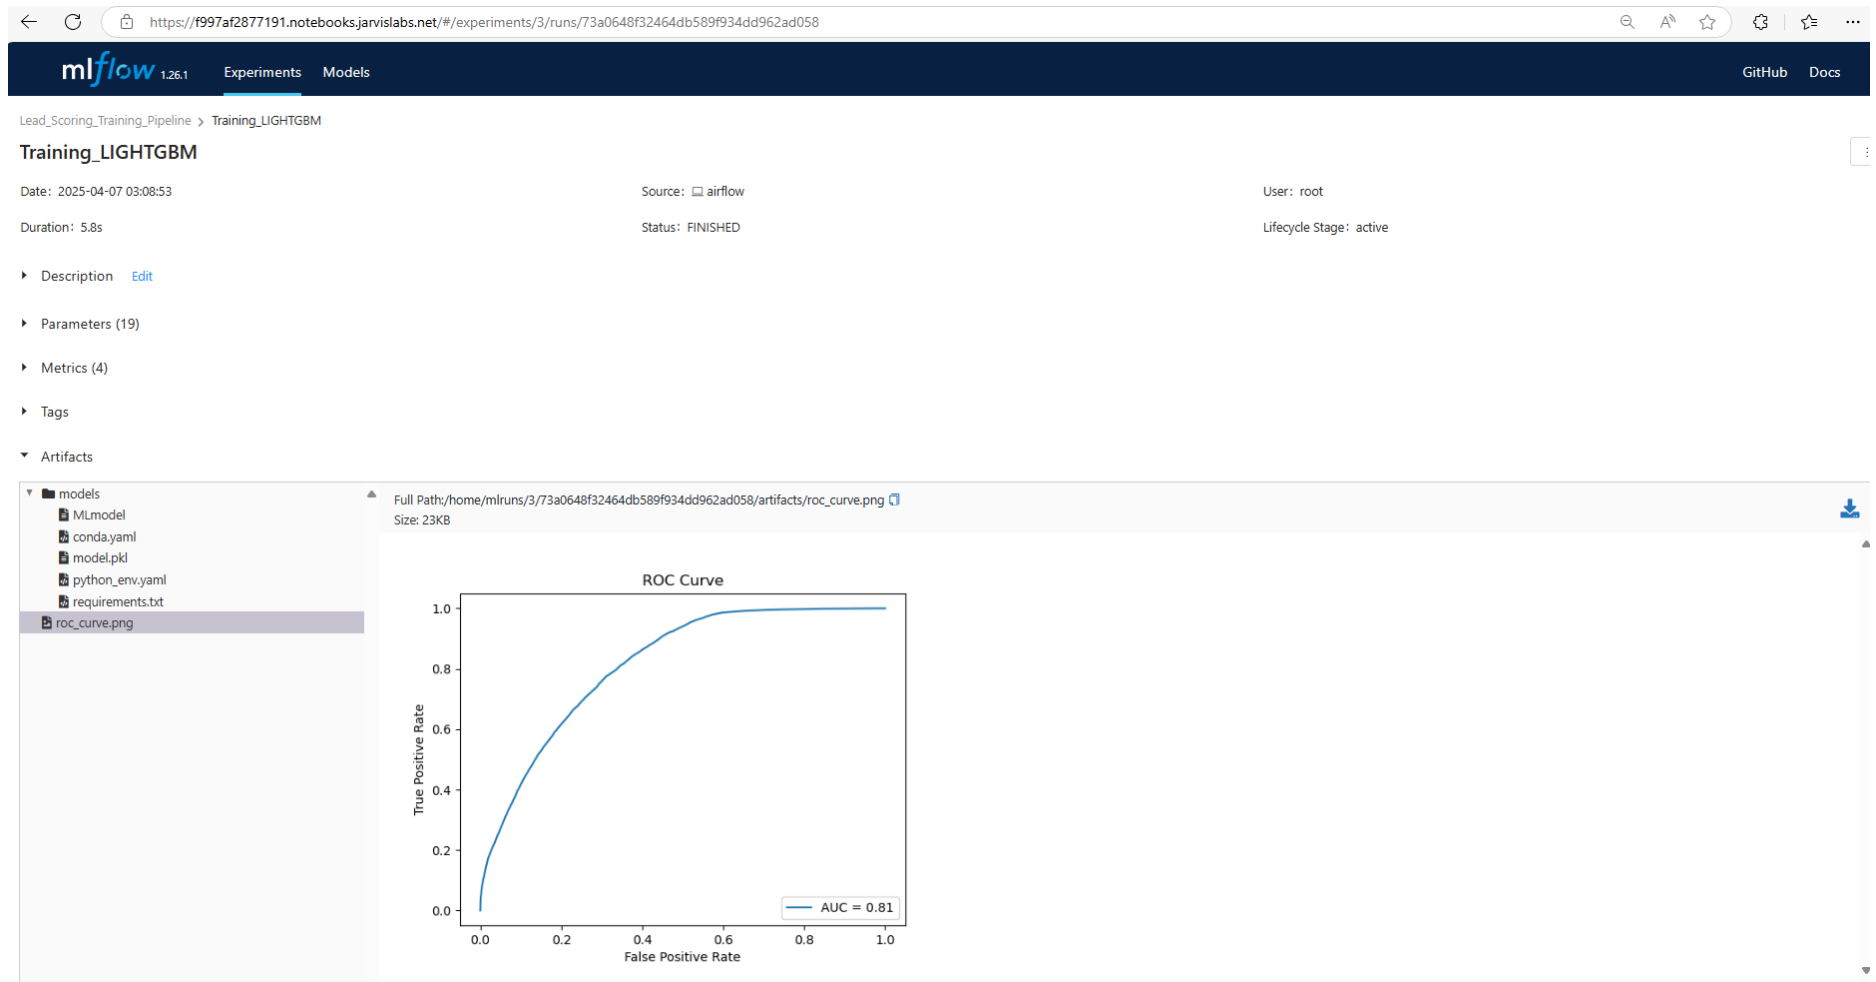 https://f997af2877191.notebooks.jarvislabs.net/#/experiments/3/runs/73a0648f32464db589f934dd962ad058
mlflow 1.26.1 Experiments Models GitHub Docs
Lead_Scoring_Training_Pipeline > Training_LIGHTGBM
Training_LIGHTGBM
Date: 2025-04-07 03:08:53 Source: airflow User: root
Duration: 5.8s Status: FINISHED Lifecycle Stage: active
Description Edit
Parameters (19)
Metrics (4)
Tags
Artifacts
models
MLmodel
conda.yaml
model.pkl
python_env.yaml
requirements.txt
roc_curve.png
Full Path:/home/mlruns/3/73a0648f32464db589f934dd962ad058/artifacts/roc_curve.png
Size: 23KB
ROC Curve
True Positive Rate
1.0
0.8
0.6
0.4
0.2
0.0
AUC = 0.81
0.0 0.2 0.4 0.6 0.8 1.0
False Positive Rate